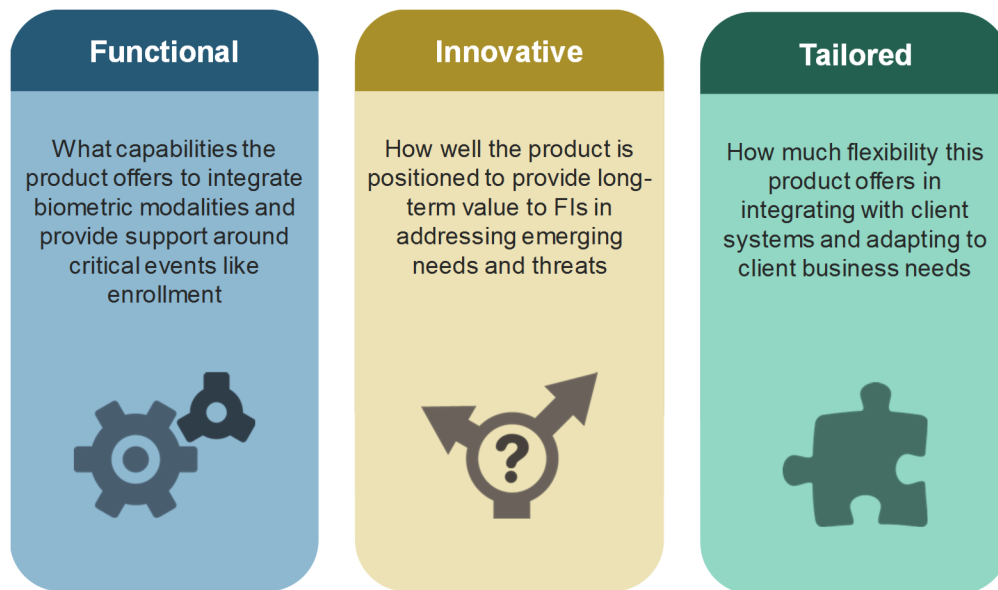 Functional
What capabilities the
product offers to integrate
biometric modalities and
provide support around
critical events like
enrollment
Innovative
How well the product is
positioned to provide long-
term value to FIs in
addressing emerging
needs and threats
?
Tailored
How much flexibility this
product offers in
integrating with client
systems and adapting to
client business needs